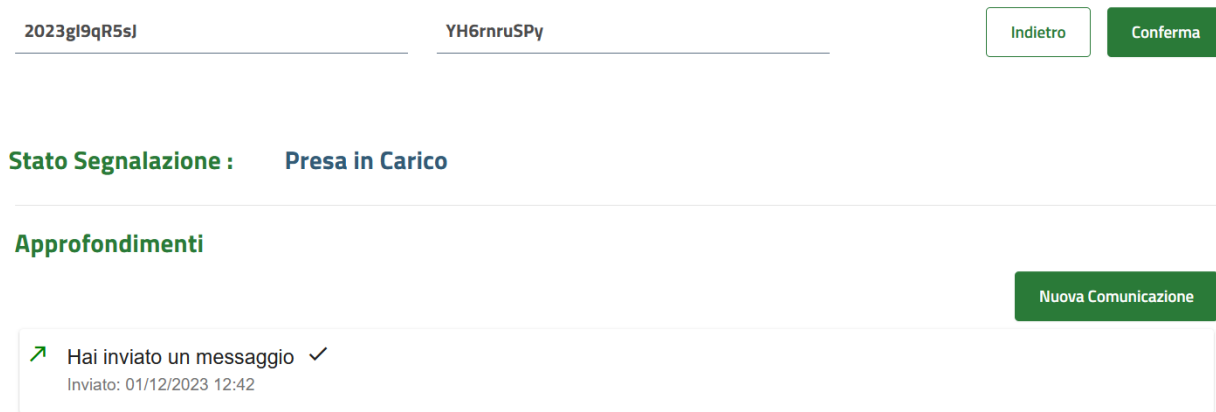 2023gl9qR5sJ YH6rnruSPy Indietro Conferma
Stato Segnalazione : Presa in Carico
Approfondimenti
Nuova Comunicazione
Hai inviato un messaggio
Inviato: 01/12/2023 12:42